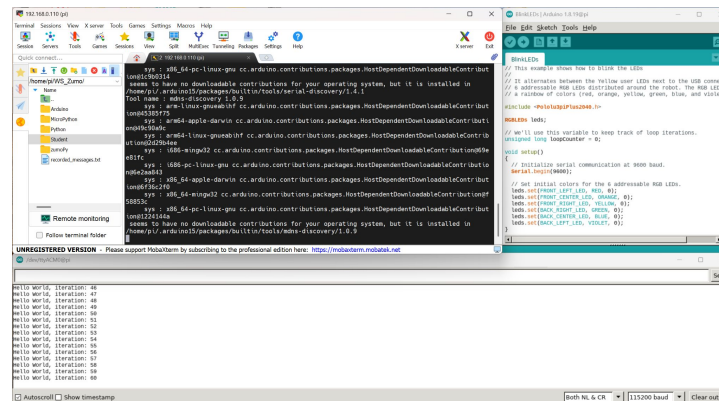 192.168.0.110 (pi)
Terminal Sessions View X server Tools Games Settings Macros Help
Session Servers Tools Games Sessions View Split MultiExec Tunneling Packages Settings Help X server Exit
Quick connect...
2. 192.168.0.110 (pi)
/home/pi/WS_Zumo/
Name
..
Arduino
MicroPython
Python
Student
zumoPy
recorded_messages.txt
Remote monitoring
Follow terminal folder
sys : x86_64-pc-linux-gnu cc.arduino.contributions.packages.HostDependentDownloadableContribut
ion@1c9b0314
seems to have no downloadable contributions for your operating system, but it is installed in
/home/pi/.arduino15/packages/builtin/tools/serial-discovery/1.4.1
Tool name : mdns-discovery 1.0.9
sys : arm-linux-gnueabihf cc.arduino.contributions.packages.HostDependentDownloadableContribut
ion@45385f75
sys : arm64-apple-darwin cc.arduino.contributions.packages.HostDependentDownloadableContributi
on@49c90a9c
sys : arm64-linux-gnueabihf cc.arduino.contributions.packages.HostDependentDownloadableContrib
ution@2d29b4ee
sys : i686-mingw32 cc.arduino.contributions.packages.HostDependentDownloadableContribution@69e
e81fc
sys : i686-pc-linux-gnu cc.arduino.contributions.packages.HostDependentDownloadableContributio
n@6e2aa843
sys : x86_64-apple-darwin cc.arduino.contributions.packages.HostDependentDownloadableContribut
ion@6f36c2f0
sys : x86_64-mingw32 cc.arduino.contributions.packages.HostDependentDownloadableContribution@f
58853c
sys : x86_64-pc-linux-gnu cc.arduino.contributions.packages.HostDependentDownloadableContribut
ion@1224144a
seems to have no downloadable contributions for your operating system, but it is installed in
/home/pi/.arduino15/packages/builtin/tools/mdns-discovery/1.0.9
UNREGISTERED VERSION - Please support MobaXterm by subscribing to the professional edition here: https://mobaxterm.mobatek.net
BlinkLEDs | Arduino 1.8.19@pi
File Edit Sketch Tools Help
BlinkLEDs
// This example shows how to blink the LEDs
//
// It alternates between the Yellow user LEDs next to the USB conne
// 6 addressable RGB LEDs distributed around the robot. The RGB LED
// a rainbow of colors (red, orange, yellow, green, blue, and viole
#include <Pololu3piPlus2040.h>
RGBLEDs leds;
// We'll use this variable to keep track of loop iterations.
unsigned long loopCounter = 0;
void setup()
{
// Initialize serial communication at 9600 baud.
Serial.begin(9600);
// Set initial colors for the 6 addressable RGB LEDs.
leds.set(FRONT_LEFT_LED, RED, 0);
leds.set(FRONT_CENTER_LED, ORANGE, 0);
leds.set(FRONT_RIGHT_LED, YELLOW, 0);
leds.set(BACK_RIGHT_LED, GREEN, 0);
leds.set(BACK_CENTER_LED, BLUE, 0);
leds.set(BACK_LEFT_LED, VIOLET, 0);
}
/dev/ttyACM0@pi
Se
Hello World, iteration: 46
Hello World, iteration: 47
Hello World, iteration: 48
Hello World, iteration: 49
Hello World, iteration: 50
Hello World, iteration: 51
Hello World, iteration: 52
Hello World, iteration: 53
Hello World, iteration: 54
Hello World, iteration: 55
Hello World, iteration: 56
Hello World, iteration: 57
Hello World, iteration: 58
Hello World, iteration: 59
Hello World, iteration: 60
Autoscroll Show timestamp Both NL & CR 115200 baud Clear out